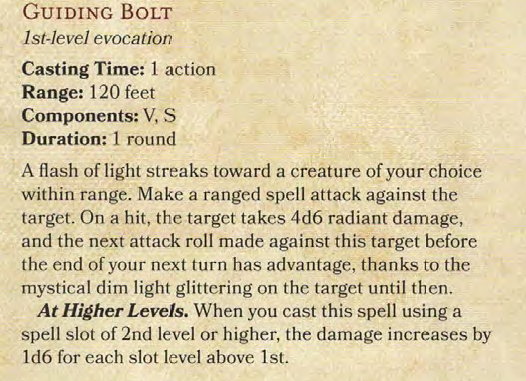 GUIDING BOLT
1st-level evocation
Casting Time: 1 action
Range: 120 feet
Components: V, S
Duration: 1 round
A flash of light streaks toward a creature of your choice
within range. Make a ranged spell attack against the
target. On a hit, the target takes 4d6 radiant damage,
and the next attack roll made against this target before
the end of your next turn has advantage, thanks to the
mystical dim light glittering on the target until then.
At Higher Levels. When you cast this spell using a
spell slot of 2nd level or higher, the damage increases by
1d6 for each slot level above 1st.